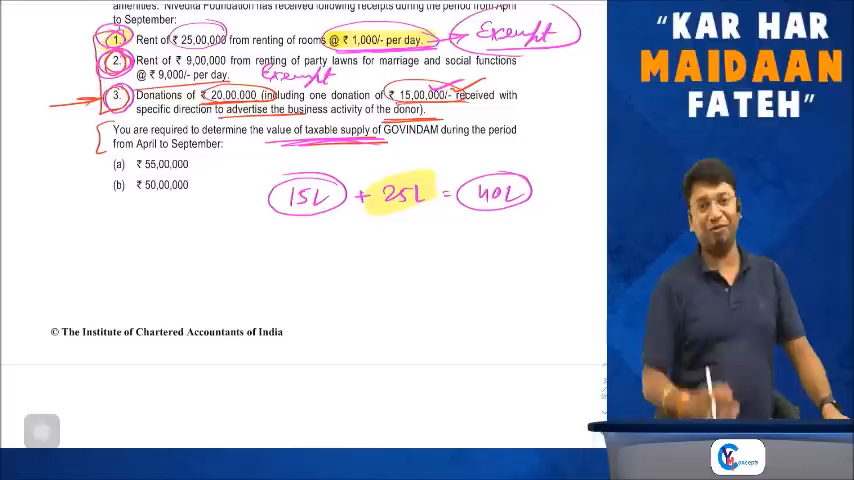 amenities. Nivedita Foundation has received following receipts during the period from April
to September:
1. Rent of ₹ 25,00,000 from renting of rooms @ ₹ 1,000/- per day. Exempt
2. Rent of ₹ 9,00,000 from renting of party lawns for marriage and social functions
@ ₹ 9,000/- per day. Exempt
3. Donations of ₹ 20,00,000 (including one donation of ₹ 15,00,000/- received with
specific direction to advertise the business activity of the donor).
You are required to determine the value of taxable supply of GOVINDAM during the period
from April to September:
(a) ₹ 55,00,000
(b) ₹ 50,00,000
15L + 25L = 40L
© The Institute of Chartered Accountants of India
"KAR HAR
MAIDAAN
FATEH"